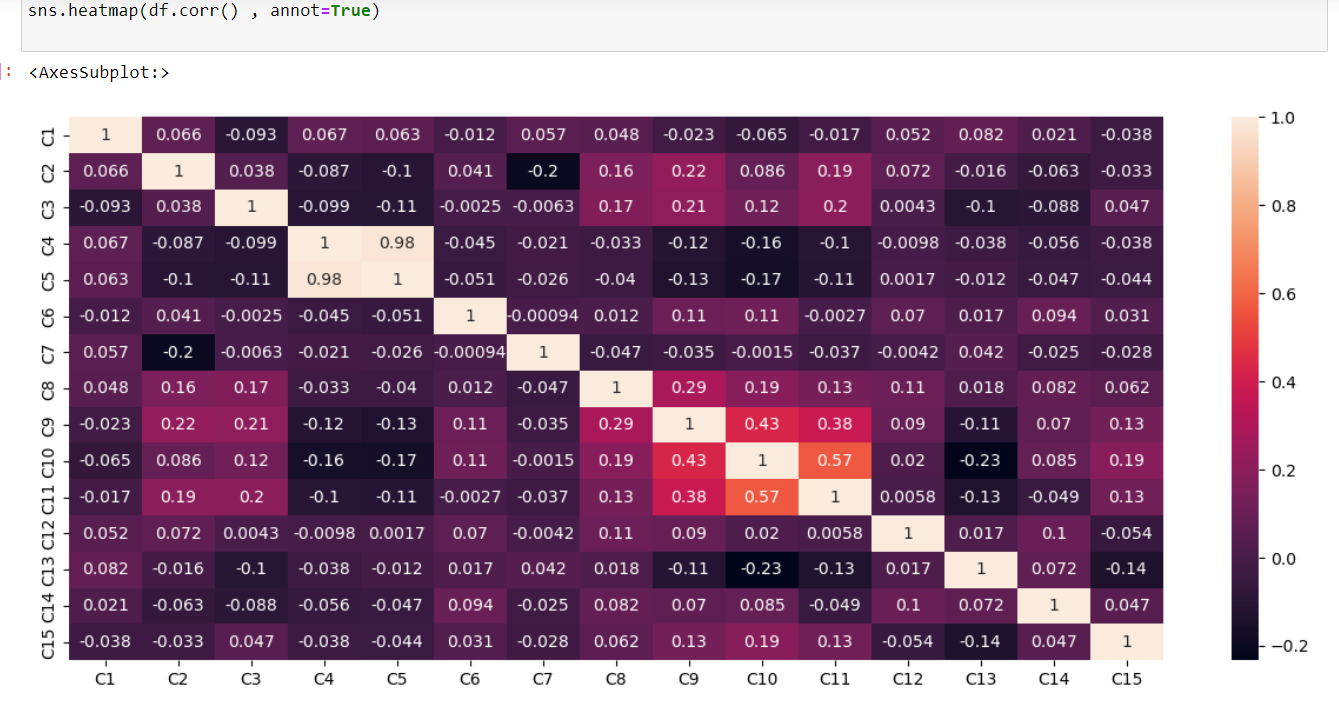 sns.heatmap(df.corr() , annot=True)
]: <AxesSubplot:>
C1 1 0.066 -0.093 0.067 0.063 -0.012 0.057 0.048 -0.023 -0.065 -0.017 0.052 0.082 0.021 -0.038
C2 0.066 1 0.038 -0.087 -0.1 0.041 -0.2 0.16 0.22 0.086 0.19 0.072 -0.016 -0.063 -0.033
C3 -0.093 0.038 1 -0.099 -0.11 -0.0025 -0.0063 0.17 0.21 0.12 0.2 0.0043 -0.1 -0.088 0.047
C4 0.067 -0.087 -0.099 1 0.98 -0.045 -0.021 -0.033 -0.12 -0.16 -0.1 -0.0098 -0.038 -0.056 -0.038
C5 0.063 -0.1 -0.11 0.98 1 -0.051 -0.026 -0.04 -0.13 -0.17 -0.11 0.0017 -0.012 -0.047 -0.044
C6 -0.012 0.041 -0.0025 -0.045 -0.051 1 -0.00094 0.012 0.11 0.11 -0.0027 0.07 0.017 0.094 0.031
C7 0.057 -0.2 -0.0063 -0.021 -0.026 -0.00094 1 -0.047 -0.035 -0.0015 -0.037 -0.0042 0.042 -0.025 -0.028
C8 0.048 0.16 0.17 -0.033 -0.04 0.012 -0.047 1 0.29 0.19 0.13 0.11 0.018 0.082 0.062
C9 -0.023 0.22 0.21 -0.12 -0.13 0.11 -0.035 0.29 1 0.43 0.38 0.09 -0.11 0.07 0.13
C10 -0.065 0.086 0.12 -0.16 -0.17 0.11 -0.0015 0.19 0.43 1 0.57 0.02 -0.23 0.085 0.19
C11 -0.017 0.19 0.2 -0.1 -0.11 -0.0027 -0.037 0.13 0.38 0.57 1 0.0058 -0.13 -0.049 0.13
C12 0.052 0.072 0.0043 -0.0098 0.0017 0.07 -0.0042 0.11 0.09 0.02 0.0058 1 0.017 0.1 -0.054
C13 0.082 -0.016 -0.1 -0.038 -0.012 0.017 0.042 0.018 -0.11 -0.23 -0.13 0.017 1 0.072 -0.14
C14 0.021 -0.063 -0.088 -0.056 -0.047 0.094 -0.025 0.082 0.07 0.085 -0.049 0.1 0.072 1 0.047
C15 -0.038 -0.033 0.047 -0.038 -0.044 0.031 -0.028 0.062 0.13 0.19 0.13 -0.054 -0.14 0.047 1
C1 C2 C3 C4 C5 C6 C7 C8 C9 C10 C11 C12 C13 C14 C15
1.0
0.8
0.6
0.4
0.2
0.0
−0.2